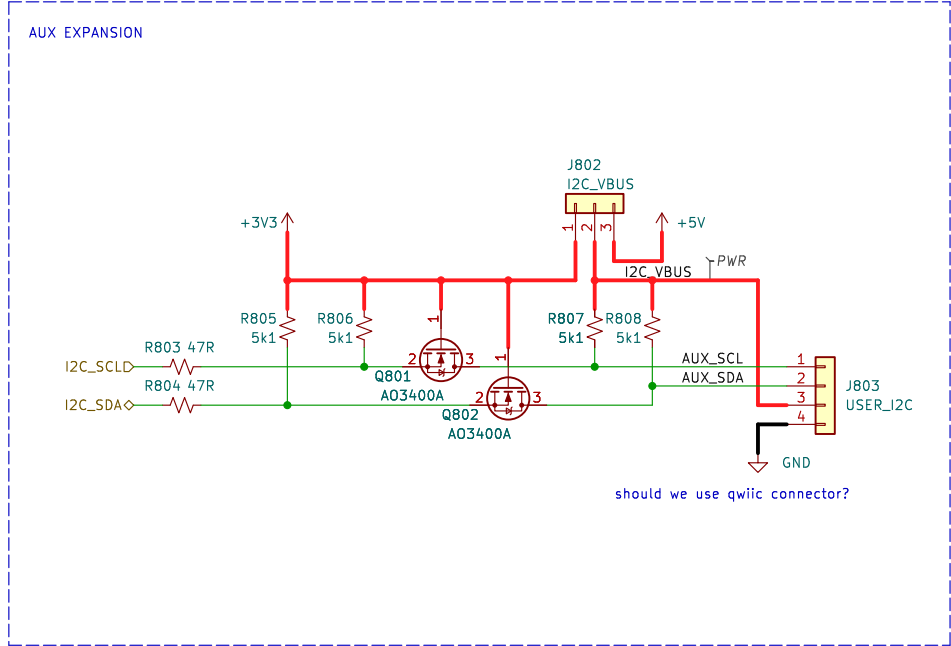 AUX EXPANSION
J802
I2C_VBUS
+3V3
1
2
3
+5V
I2C_VBUS
PWR
R805
5k1
R806
5k1
1
R807
5k1
R808
5k1
R803 47R
I2C_SCL
2
3
Q801
AO3400A
1
AUX_SCL
1
R804 47R
I2C_SDA
2
3
Q802
AO3400A
AUX_SDA
2
3
4
J803
USER_I2C
GND
should we use qwiic connector?